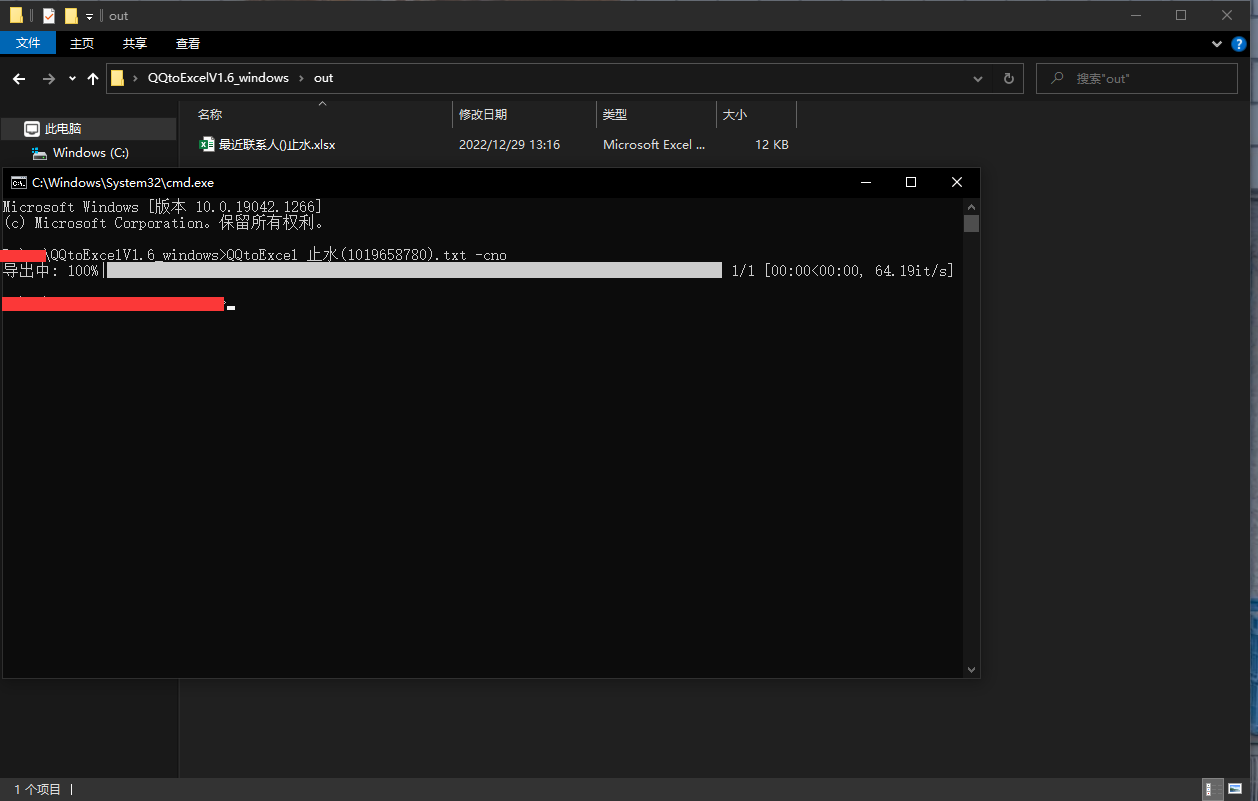 out
文件 主页 共享 查看
QQtoExcelV1.6_windows › out
搜索"out"
名称 修改日期 类型 大小
此电脑
最近联系人()止水.xlsx 2022/12/29 13:16 Microsoft Excel ... 12 KB
Windows (C:)
C:\Windows\System32\cmd.exe
Microsoft Windows [版本 10.0.19042.1266]
(c) Microsoft Corporation。保留所有权利。
\QQtoExcelV1.6_windows>QQtoExcel 止水(1019658780).txt -cno
导出中: 100%| 1/1 [00:00<00:00, 64.19it/s]
1 个项目